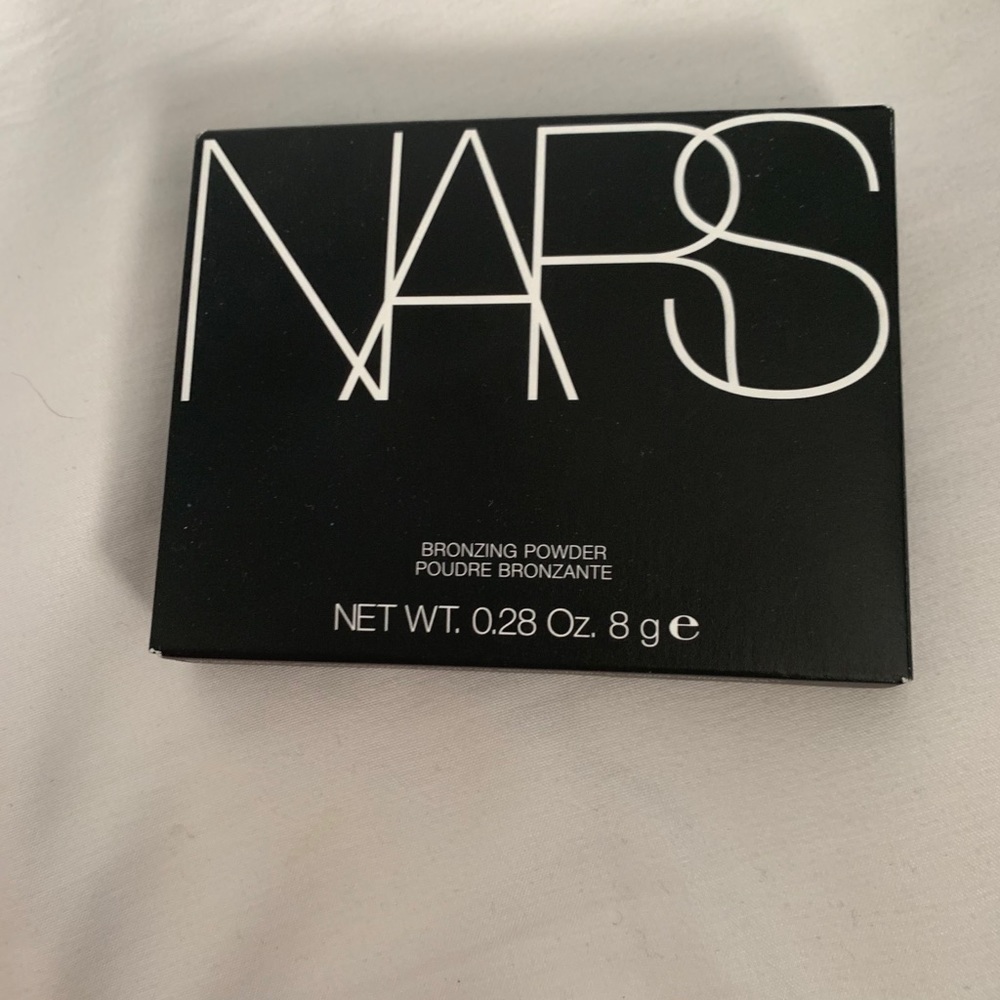 NARS
BRONZING POWDER
POUDRE BRONZANTE
NET WT. 0.28 Oz. 8 g ℮